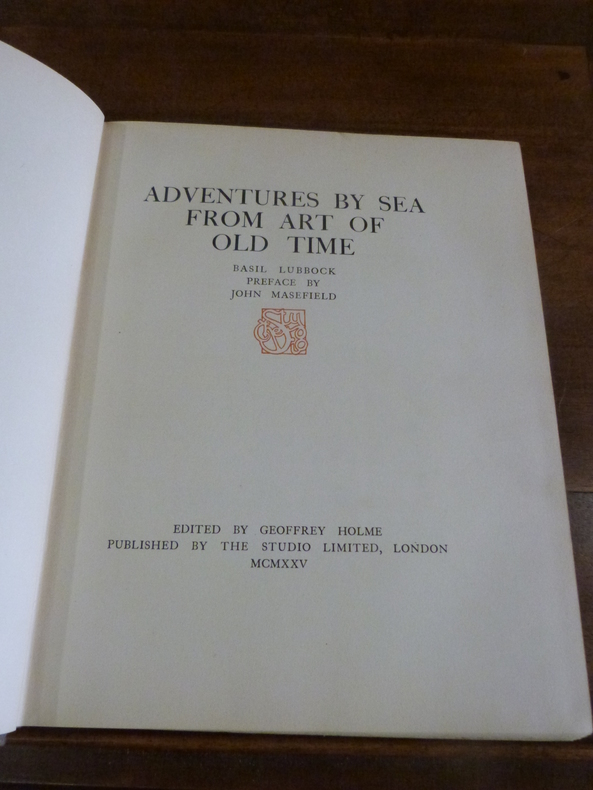 ADVENTURES BY SEA
FROM ART OF
OLD TIME
BASIL LUBBOCK
PREFACE BY
JOHN MASEFIELD
EDITED BY GEOFFREY HOLME
PUBLISHED BY THE STUDIO LIMITED, LONDON
MCMXXV